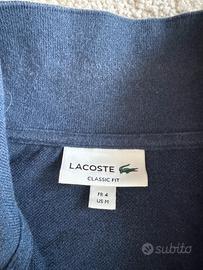 LACOSTE
CLASSIC FIT
FR 4
US M
subito